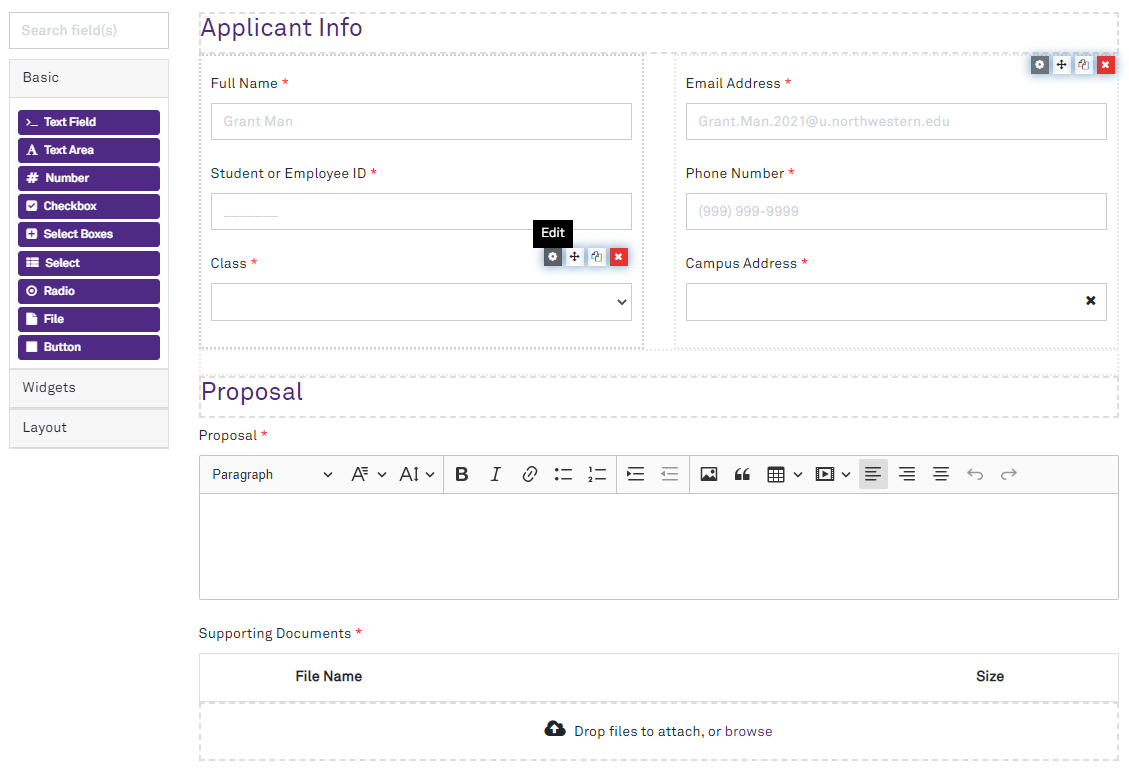 Search field(s)
Basic
Text Field
Text Area
Number
Checkbox
Select Boxes
Select
Radio
File
Button
Widgets
Layout
Applicant Info
Full Name *
Grant Man
Email Address *
Grant.Man.2021@u.northwestern.edu
Student or Employee ID *
_______
Phone Number *
(999) 999-9999
Edit
Class *
Campus Address *
Proposal
Proposal *
Paragraph
Supporting Documents *
File Name Size
Drop files to attach, or browse